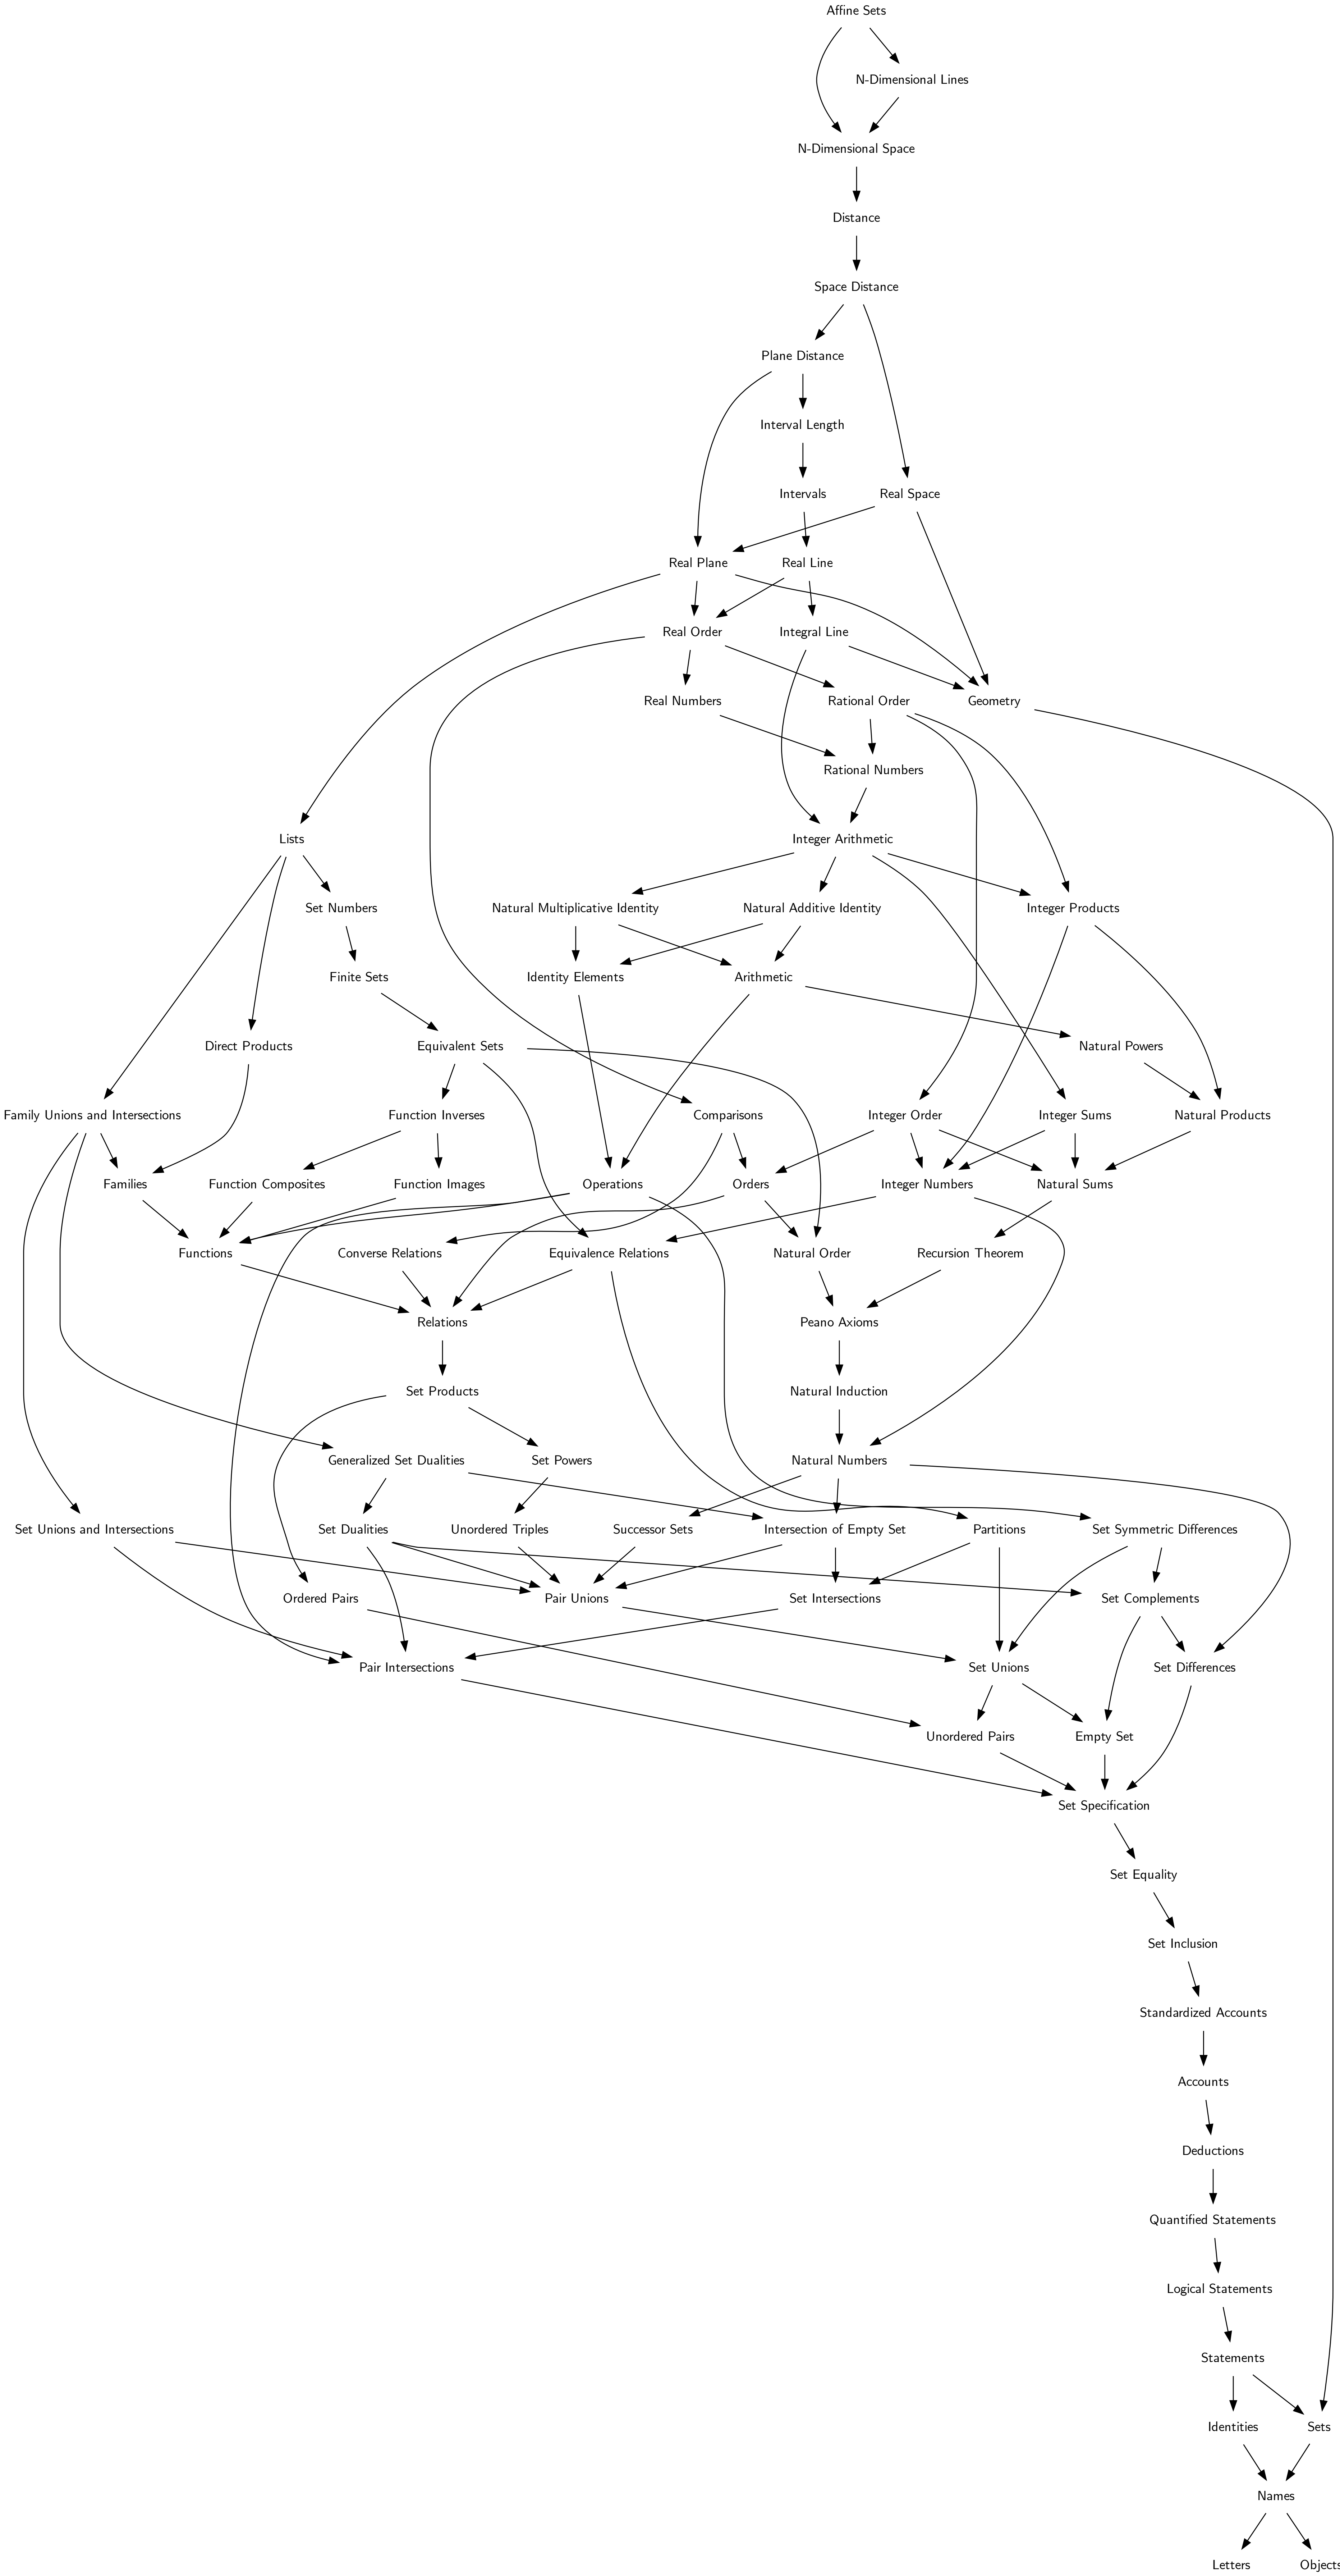 Affine Sets
N-Dimensional Lines
N-Dimensional Space
Distance
Space Distance
Plane Distance
Interval Length
Intervals
Real Space
Real Plane
Real Line
Real Order
Integral Line
Real Numbers
Rational Order
Geometry
Rational Numbers
Lists
Integer Arithmetic
Set Numbers
Natural Multiplicative Identity
Natural Additive Identity
Integer Products
Finite Sets
Identity Elements
Arithmetic
Direct Products
Equivalent Sets
Natural Powers
Family Unions and Intersections
Function Inverses
Comparisons
Integer Order
Integer Sums
Natural Products
Families
Function Composites
Function Images
Operations
Orders
Integer Numbers
Natural Sums
Functions
Converse Relations
Equivalence Relations
Natural Order
Recursion Theorem
Relations
Peano Axioms
Set Products
Natural Induction
Generalized Set Dualities
Set Powers
Natural Numbers
Set Unions and Intersections
Set Dualities
Unordered Triples
Successor Sets
Intersection of Empty Set
Partitions
Set Symmetric Differences
Ordered Pairs
Pair Unions
Set Intersections
Set Complements
Pair Intersections
Set Unions
Set Differences
Unordered Pairs
Empty Set
Set Specification
Set Equality
Set Inclusion
Standardized Accounts
Accounts
Deductions
Quantified Statements
Logical Statements
Statements
Identities
Sets
Names
Letters
Objects